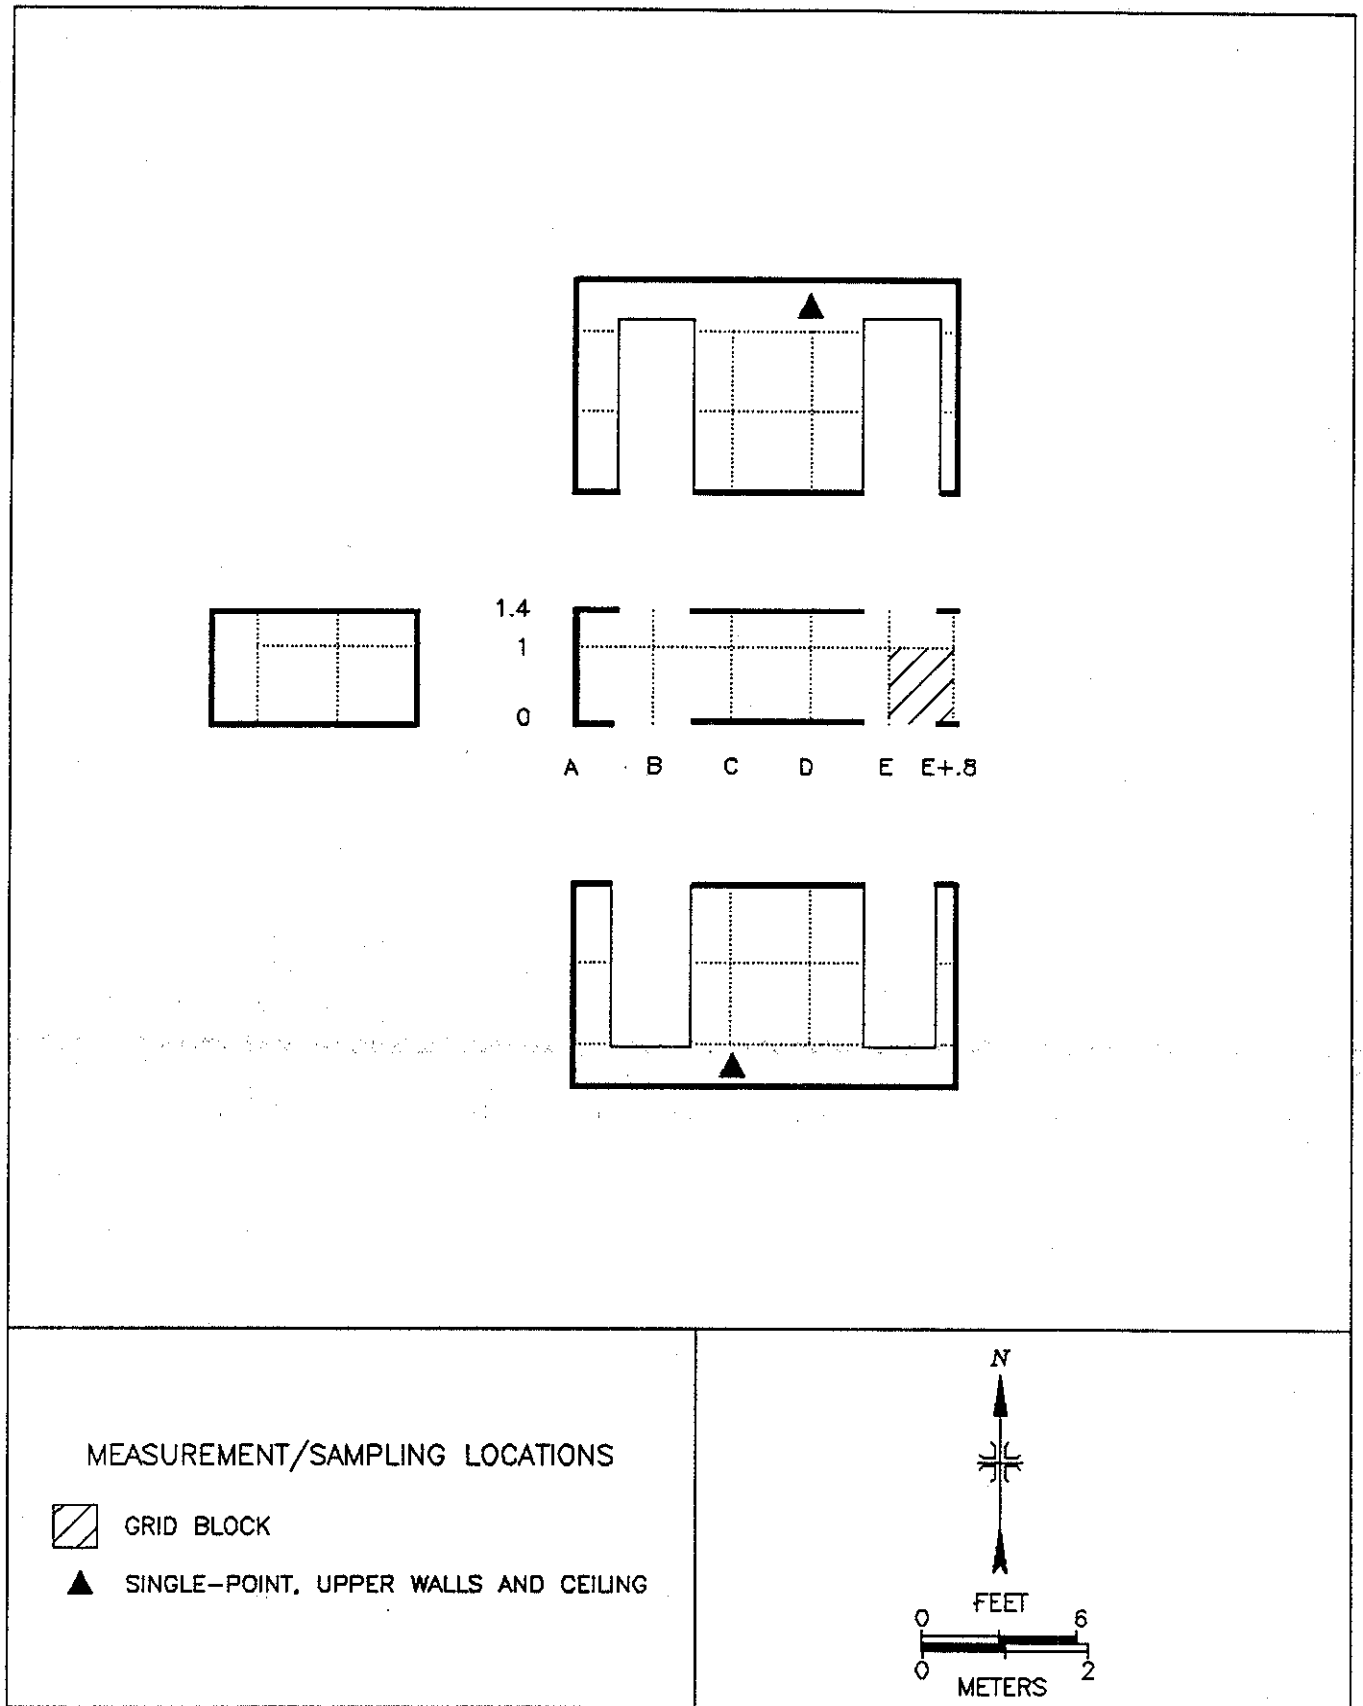 1.4
1
0
A B C D E E+.8
MEASUREMENT/SAMPLING LOCATIONS
GRID BLOCK
SINGLE-POINT, UPPER WALLS AND CEILING
N
FEET
0 6
0 2
METERS